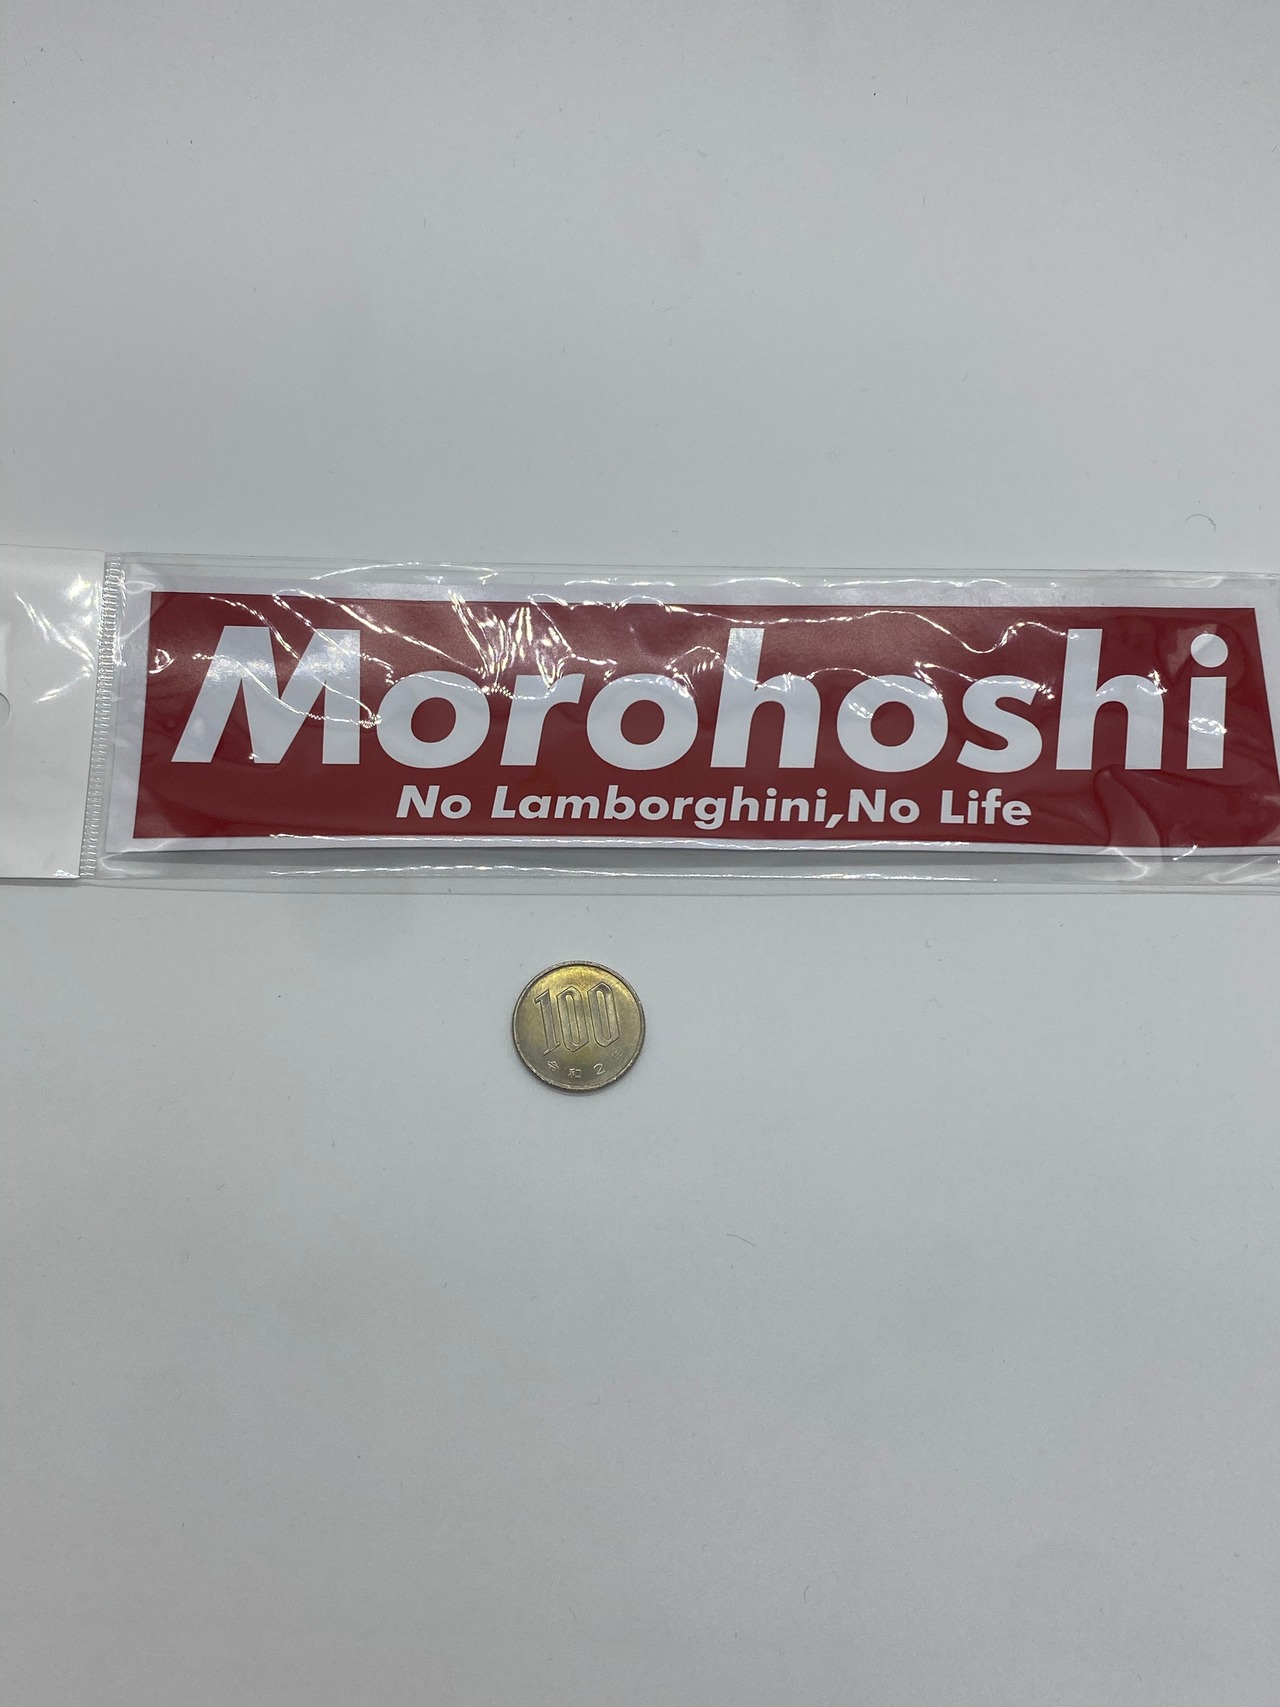 Morohoshi
No Lamborghini,No Life
100
令和2年